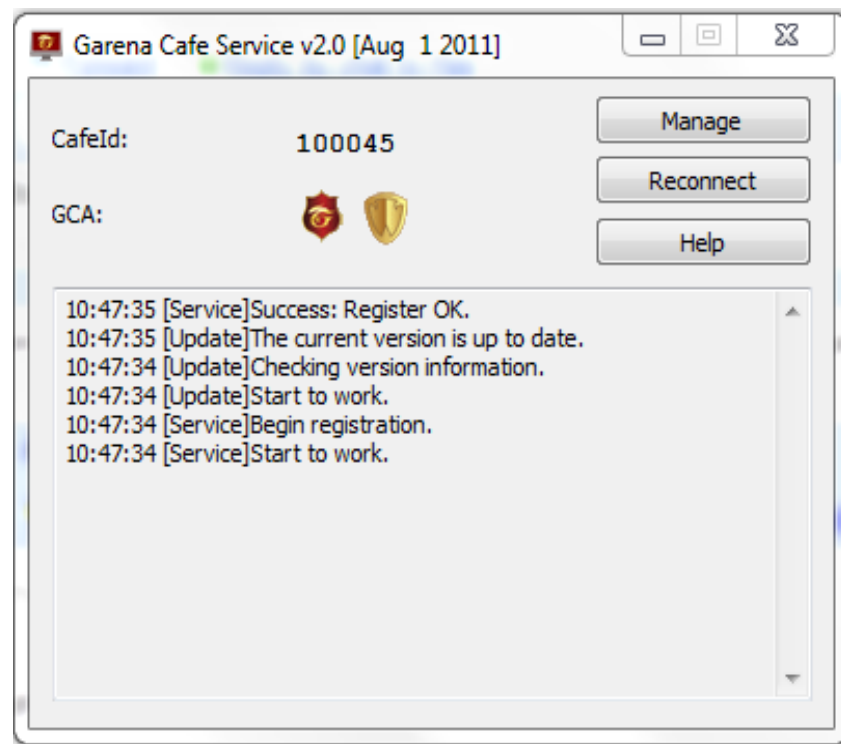 Garena Cafe Service v2.0 [Aug  1 2011]
CafeId:
100045
Manage
Reconnect
GCA:
Help
10:47:35 [Service]Success: Register OK.
10:47:35 [Update]The current version is up to date.
10:47:34 [Update]Checking version information.
10:47:34 [Update]Start to work.
10:47:34 [Service]Begin registration.
10:47:34 [Service]Start to work.